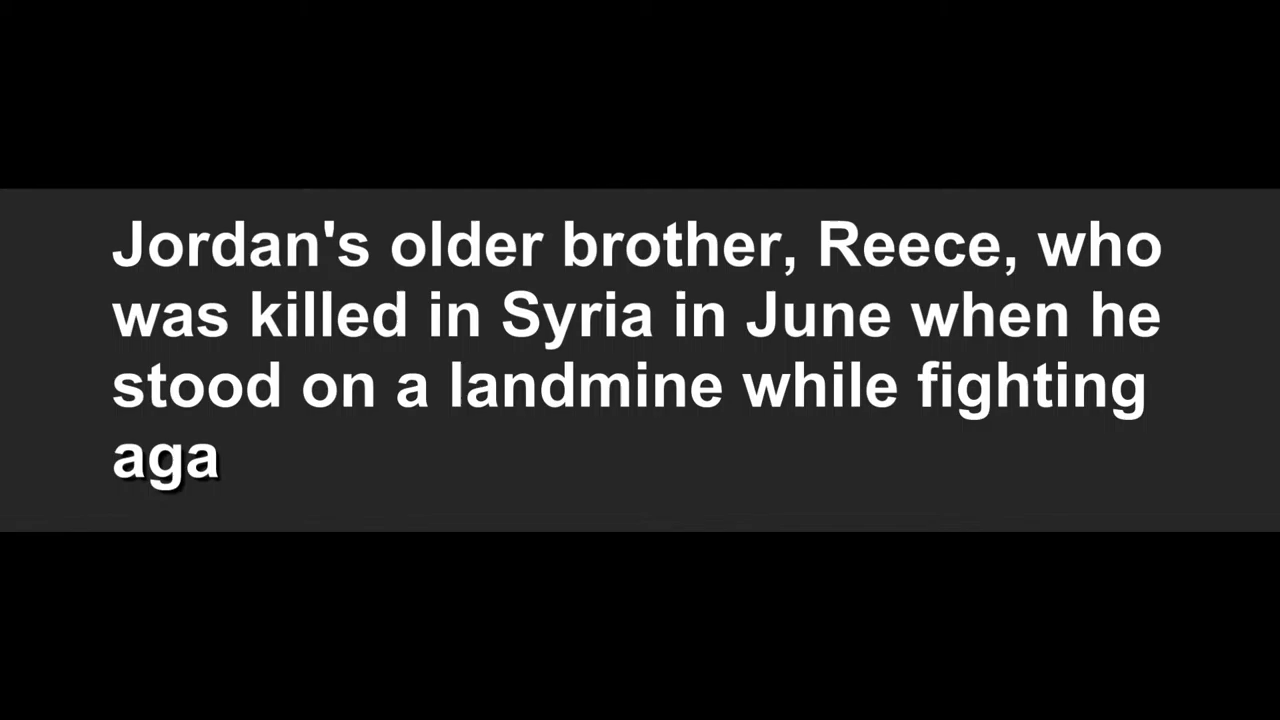 Jordan's older brother, Reece, who
was killed in Syria in June when he
stood on a landmine while fighting
aga